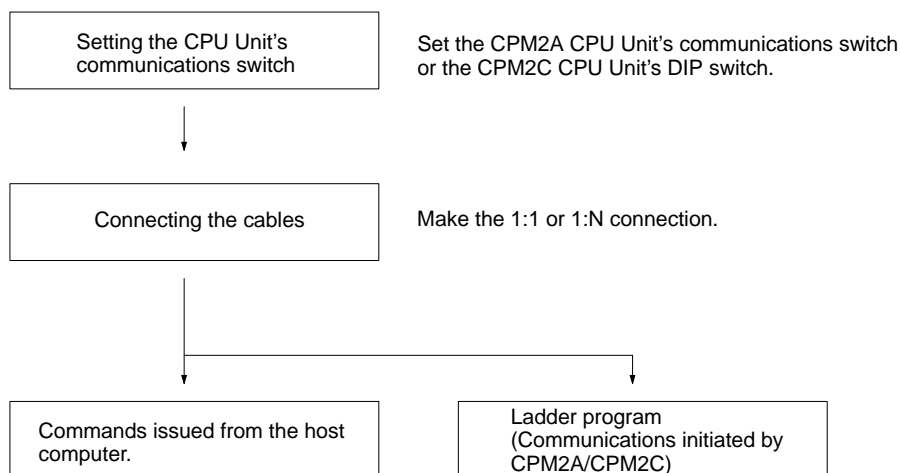 Setting the CPU Unit's
communications switch
Set the CPM2A CPU Unit's communications switch
or the CPM2C CPU Unit's DIP switch.
Connecting the cables
Make the 1:1 or 1:N connection.
Commands issued from the host
computer.
Ladder program
(Communications initiated by
CPM2A/CPM2C)